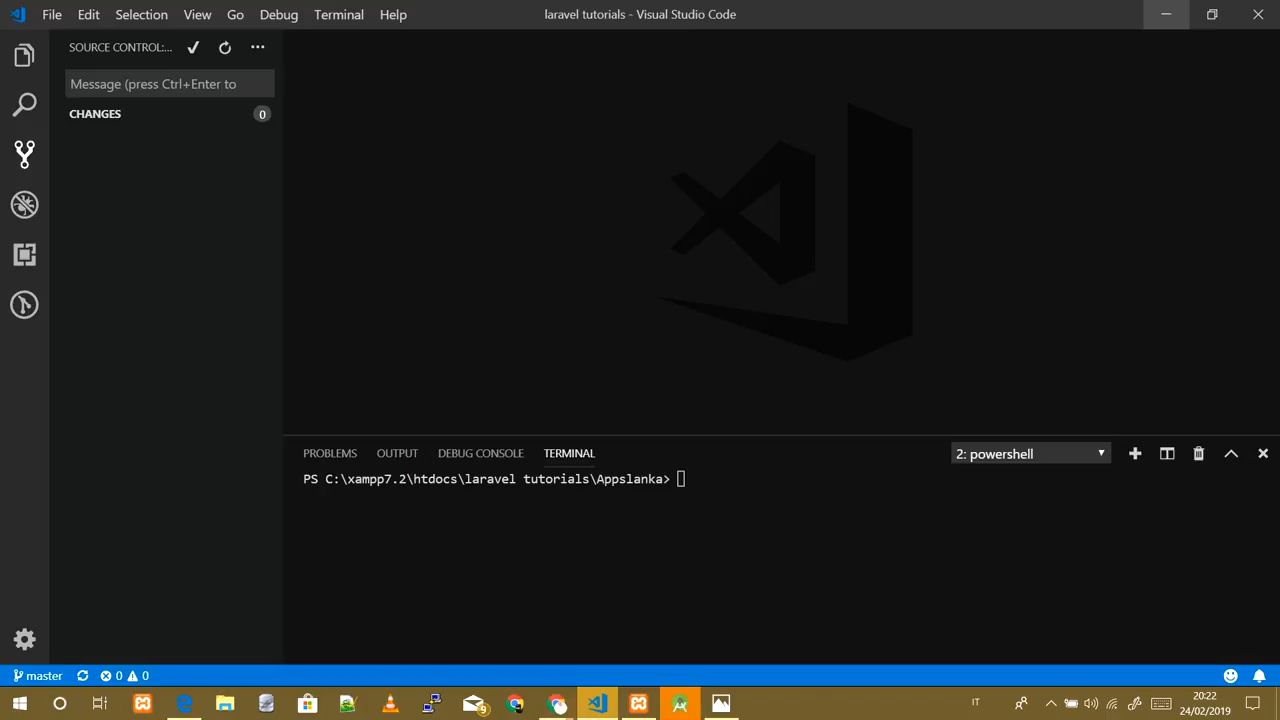 File Edit Selection View Go Debug Terminal Help
laravel tutorials - Visual Studio Code
SOURCE CONTROL:...
Message (press Ctrl+Enter to
CHANGES 0
PROBLEMS OUTPUT DEBUG CONSOLE TERMINAL
2: powershell
PS C:\xampp7.2\htdocs\laravel tutorials\Appslanka>
master 0 0
IT
20:22
24/02/2019